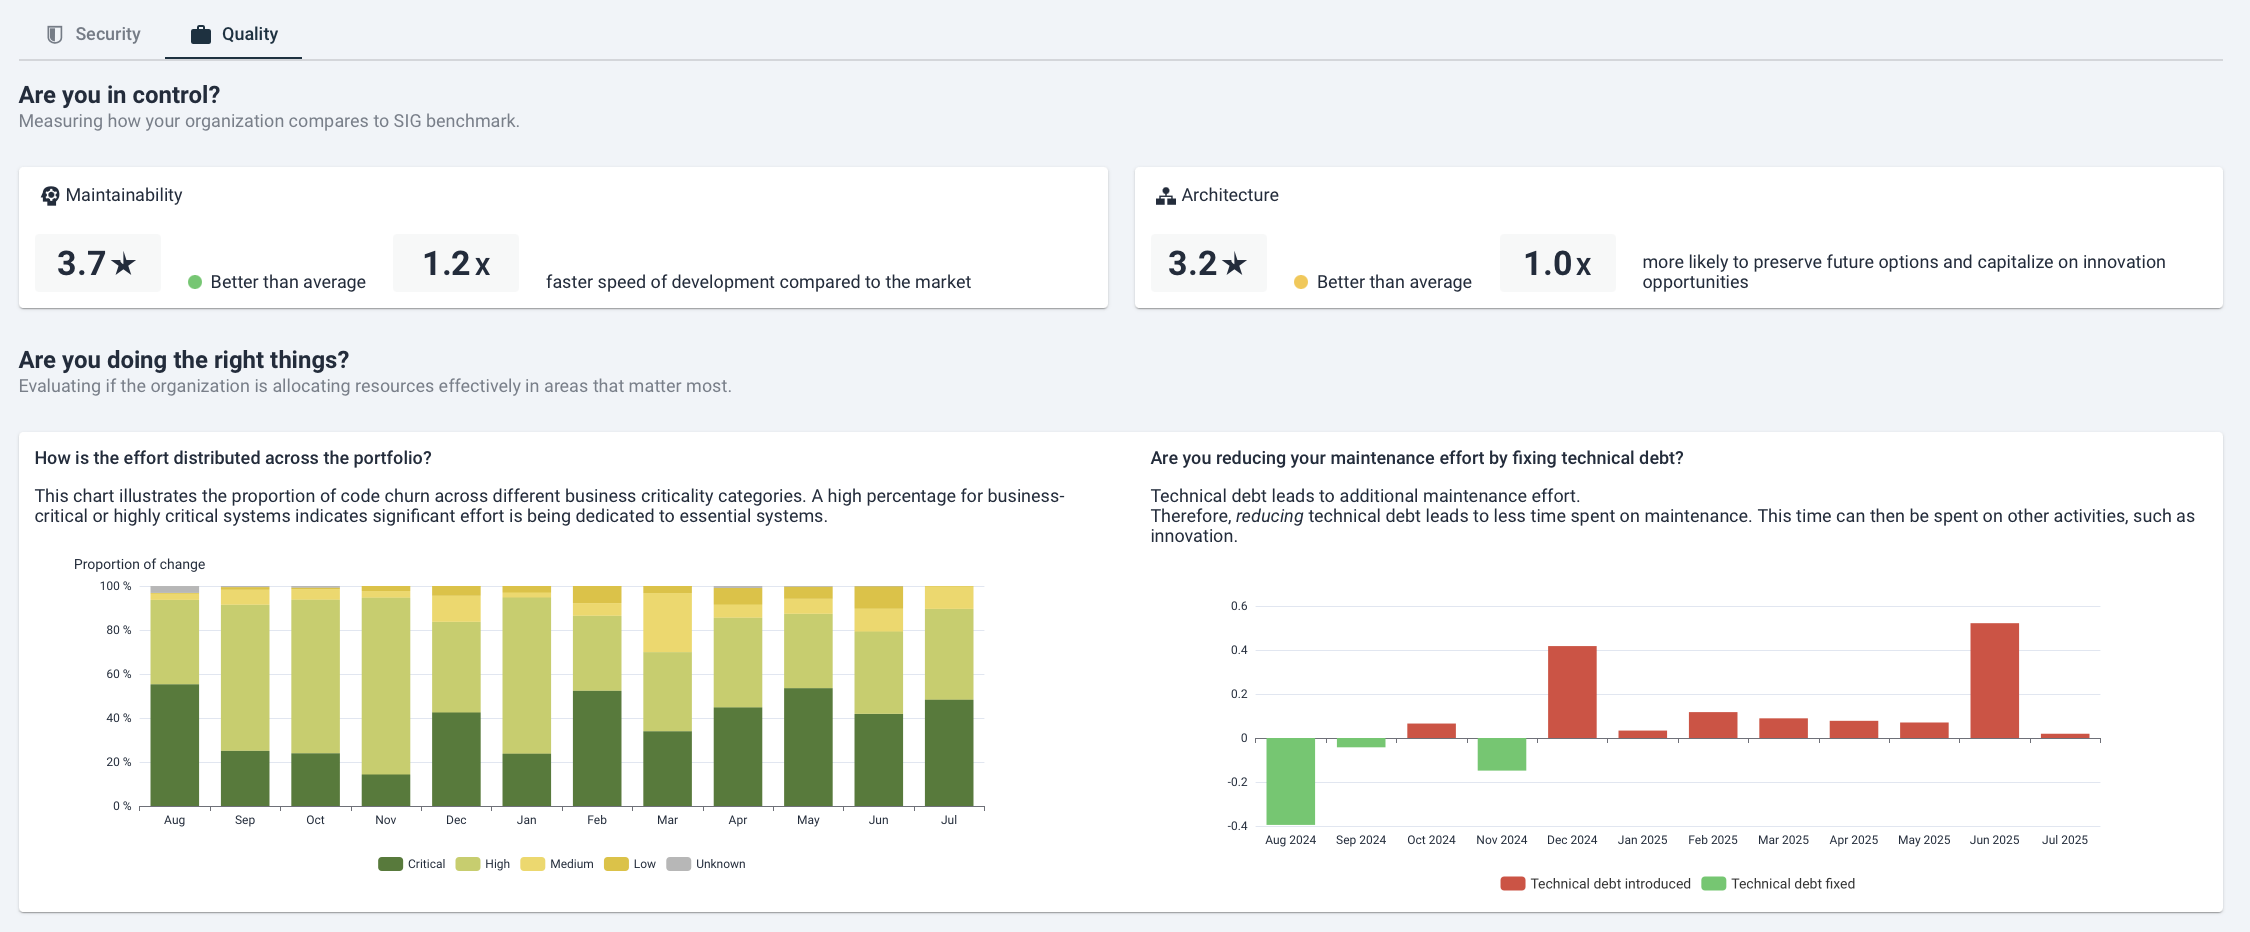 Security
Quality
Are you in control?
Measuring how your organization compares to SIG benchmark.
Maintainability
3.7★
Better than average
1.2x
faster speed of development compared to the market
Architecture
3.2★
Better than average
1.0x
more likely to preserve future options and capitalize on innovation
opportunities
Are you doing the right things?
Evaluating if the organization is allocating resources effectively in areas that matter most.
How is the effort distributed across the portfolio?
This chart illustrates the proportion of code churn across different business criticality categories. A high percentage for business-
critical or highly critical systems indicates significant effort is being dedicated to essential systems.
Proportion of change
100 %
80 %
60 %
40 %
20 %
0 %
Aug Sep Oct Nov Dec Jan Feb Mar Apr May Jun Jul
Critical High Medium Low Unknown
Are you reducing your maintenance effort by fixing technical debt?
Technical debt leads to additional maintenance effort.
Therefore, reducing technical debt leads to less time spent on maintenance. This time can then be spent on other activities, such as
innovation.
0.6
0.4
0.2
0
-0.2
-0.4
Aug 2024 Sep 2024 Oct 2024 Nov 2024 Dec 2024 Jan 2025 Feb 2025 Mar 2025 Apr 2025 May 2025 Jun 2025 Jul 2025
Technical debt introduced Technical debt fixed